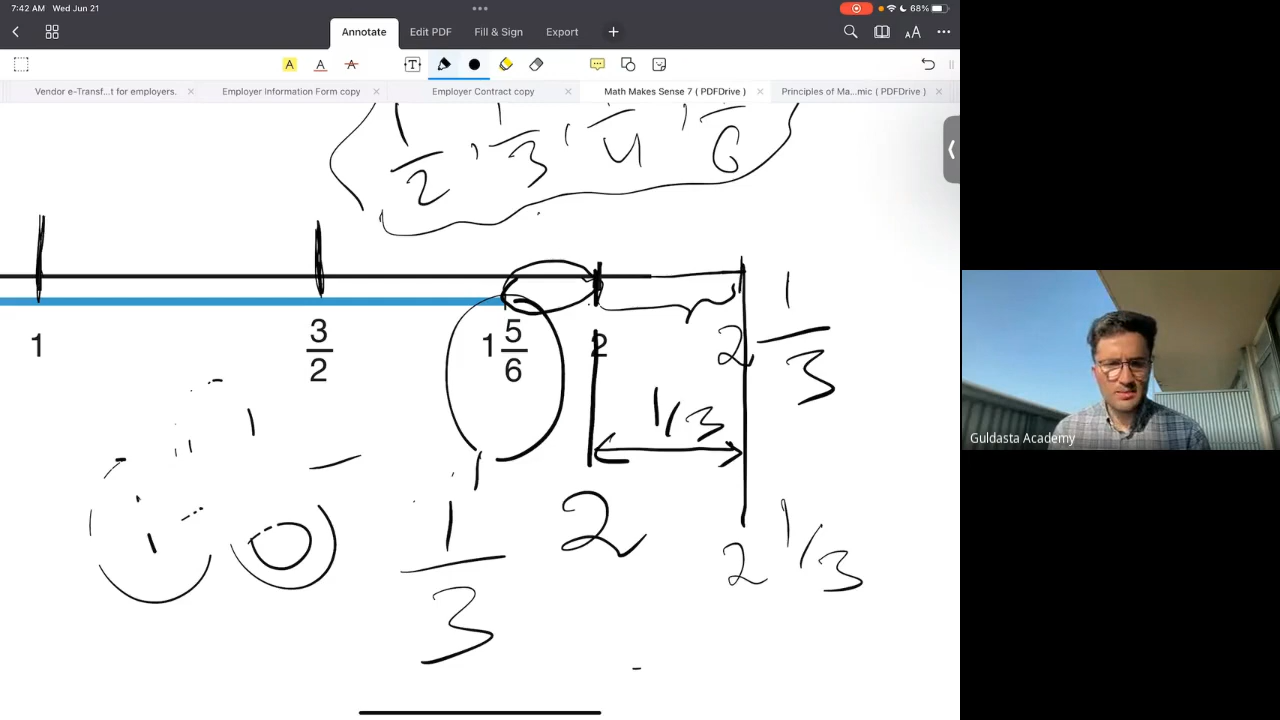 7:42 AM Wed Jun 21
68%
Annotate Edit PDF Fill & Sign Export
Vendor e-Transf...t for employers. Employer Information Form copy Employer Contract copy Math Makes Sense 7 ( PDFDrive ) Principles of Ma...mic ( PDFDrive )
1/2 , 1/3 , 1/4 , 1/6
1 3/2 1 5/6 2 2 1/3
1/3
1/3 2 2 1/3
Guldasta Academy